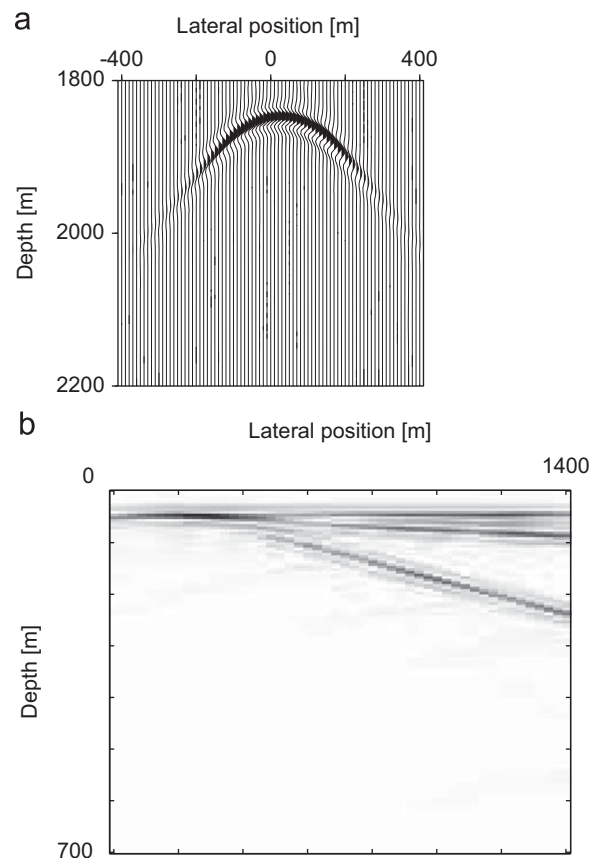 a
Lateral position [m]
-400 0 400
1800
2000
2200
Depth [m]
b
Lateral position [m]
0 1400
700
Depth [m]